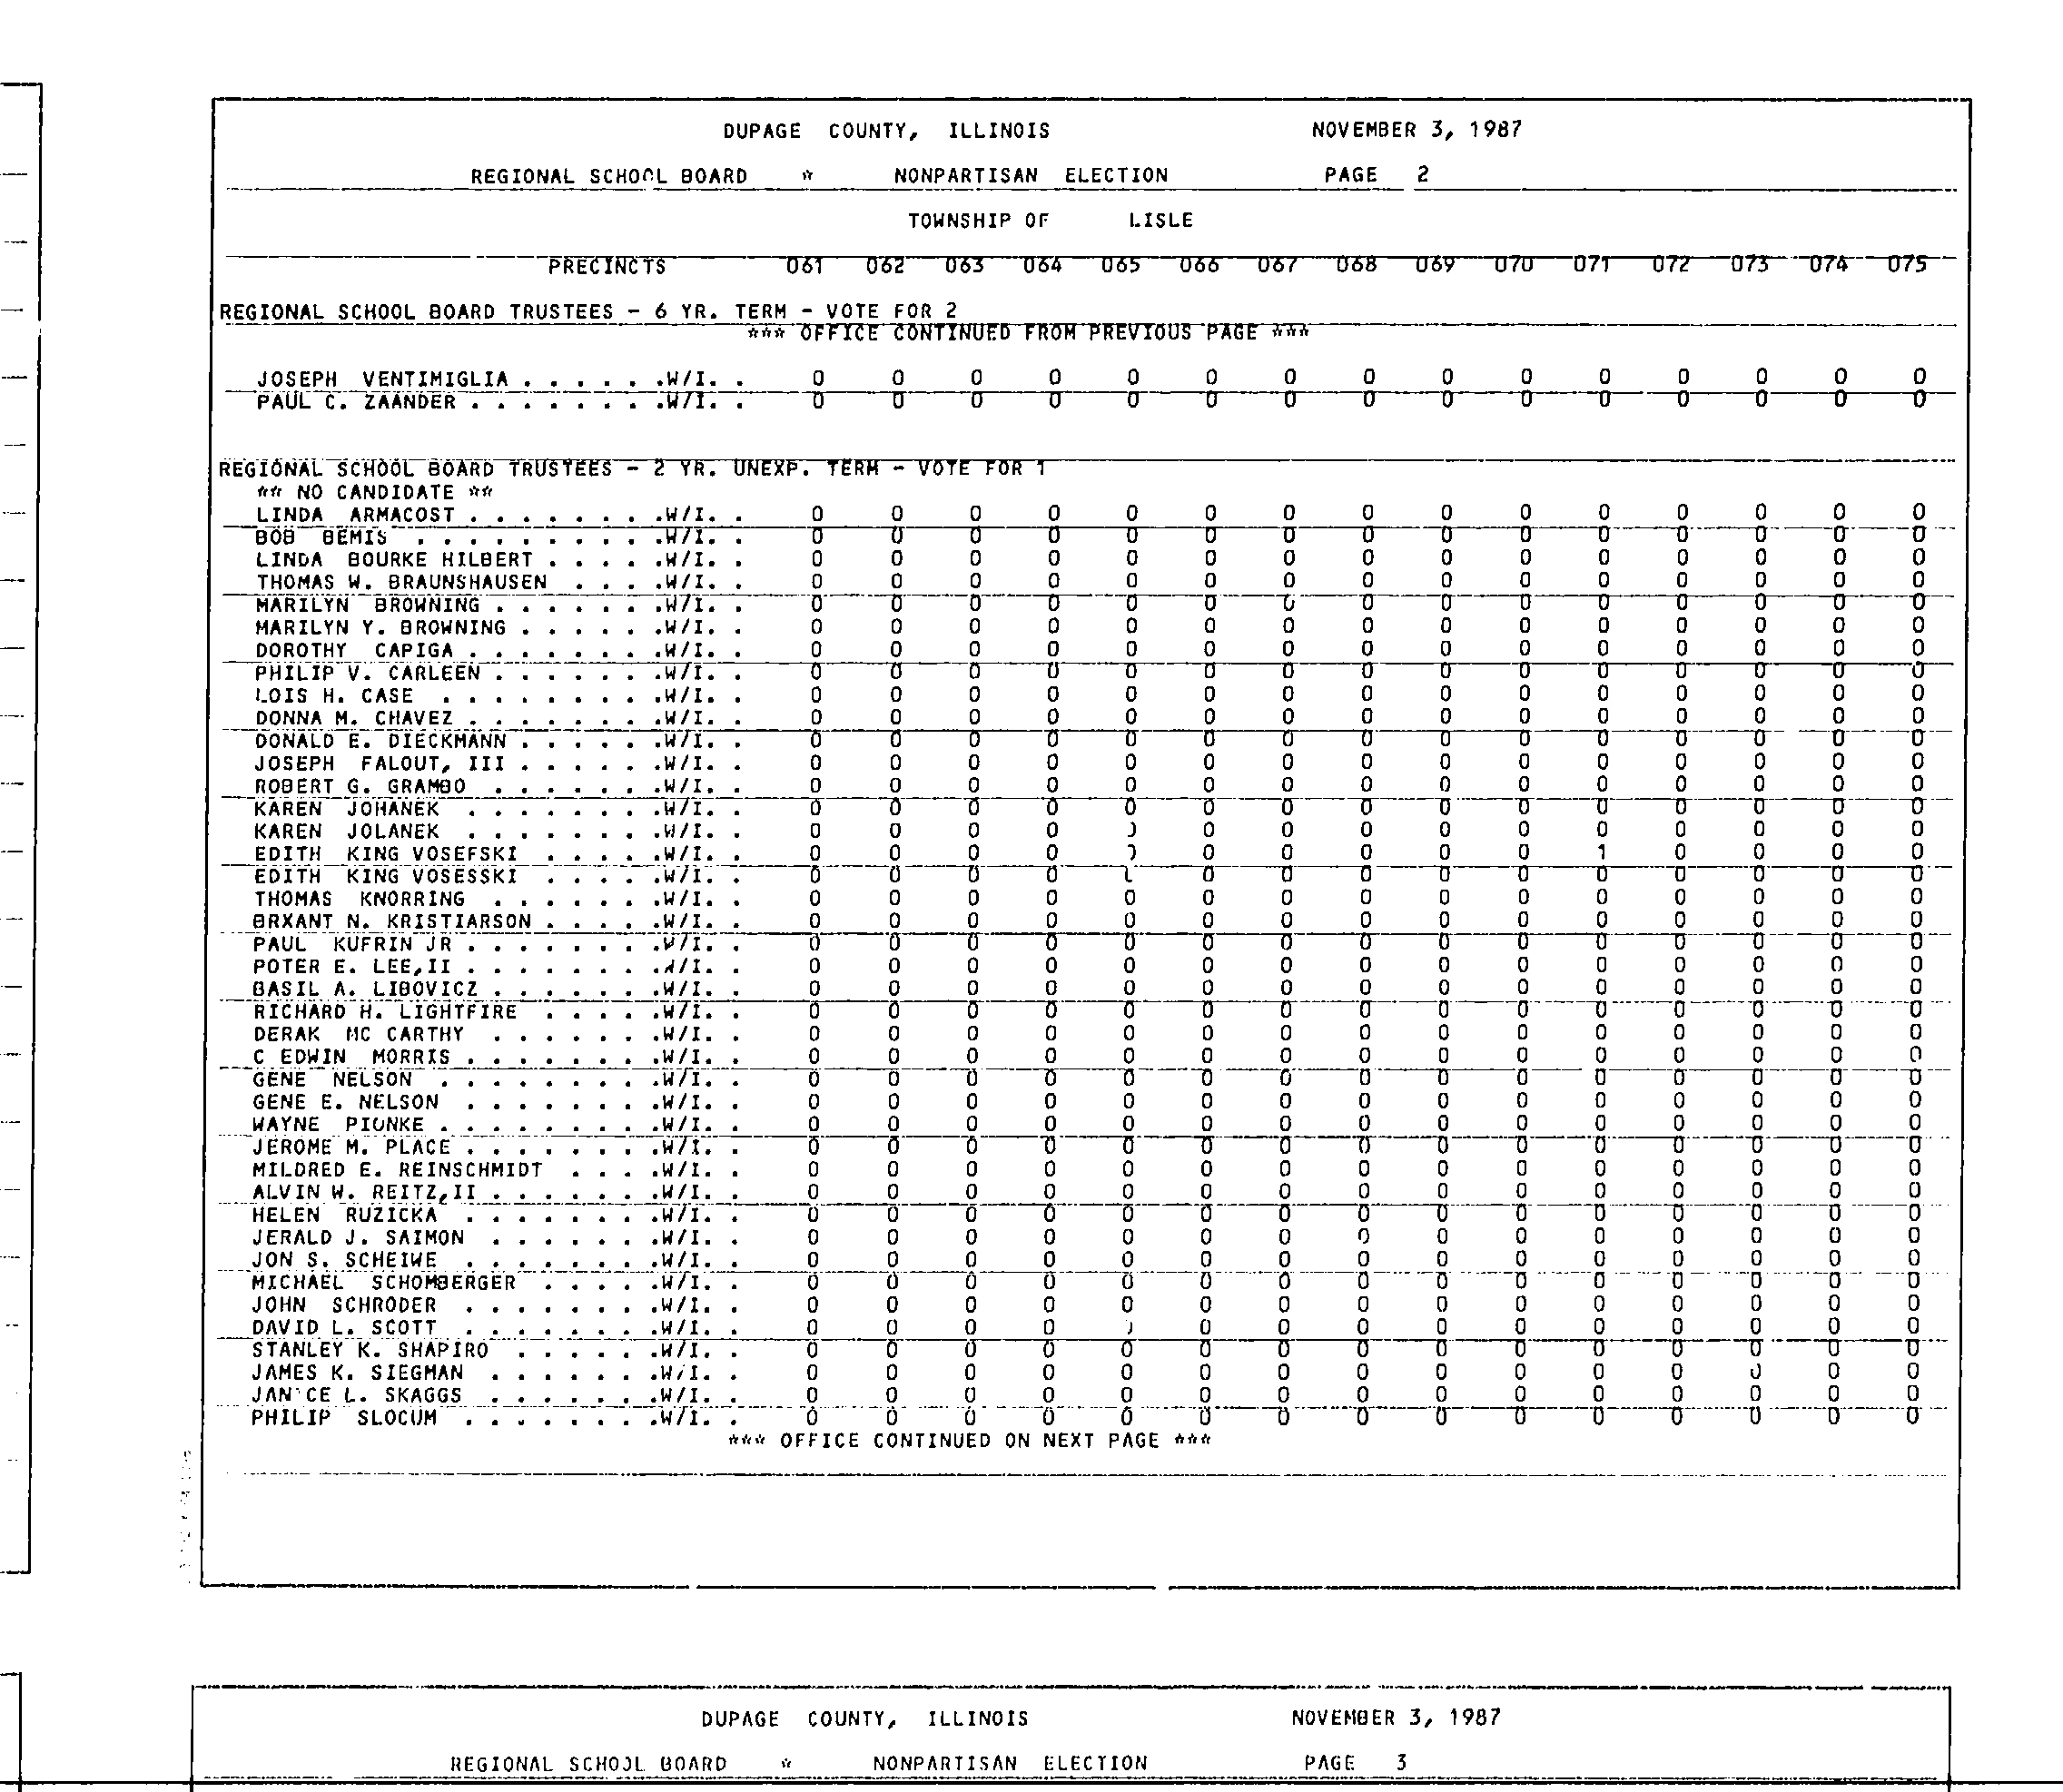 DUPAGE COUNTY, ILLINOIS NOVEMBER 3, 1987
REGIONAL SCHOOL BOARD * NONPARTISAN ELECTION PAGE 2
TOWNSHIP OF LISLE
PRECINCTS 061 062 063 064 065 066 067 068 069 070 071 072 073 074 075
REGIONAL SCHOOL BOARD TRUSTEES - 6 YR. TERM - VOTE FOR 2
*** OFFICE CONTINUED FROM PREVIOUS PAGE ***
JOSEPH VENTIMIGLIA . . . . . .W/I. . 0 0 0 0 0 0 0 0 0 0 0 0 0 0 0
PAUL C. ZAANDER . . . . . . . .W/I. . 0 0 0 0 0 0 0 0 0 0 0 0 0 0 0
REGIONAL SCHOOL BOARD TRUSTEES - 2 YR. UNEXP. TERM - VOTE FOR 1
** NO CANDIDATE **
LINDA ARMACOST . . . . . . . .W/I. . 0 0 0 0 0 0 0 0 0 0 0 0 0 0 0
BOB BEMIS . . . . . . . . . .W/I. . 0 0 0 0 0 0 0 0 0 0 0 0 0 0 0
LINDA BOURKE HILBERT . . . . .W/I. . 0 0 0 0 0 0 0 0 0 0 0 0 0 0 0
THOMAS W. BRAUNSHAUSEN . . . .W/I. . 0 0 0 0 0 0 0 0 0 0 0 0 0 0 0
MARILYN BROWNING . . . . . . .W/I. . 0 0 0 0 0 0 0 0 0 0 0 0 0 0 0
MARILYN Y. BROWNING . . . . . .W/I. . 0 0 0 0 0 0 0 0 0 0 0 0 0 0 0
DOROTHY CAPIGA . . . . . . . .W/I. . 0 0 0 0 0 0 0 0 0 0 0 0 0 0 0
PHILIP V. CARLEEN . . . . . . .W/I. . 0 0 0 0 0 0 0 0 0 0 0 0 0 0 0
LOIS H. CASE . . . . . . . . .W/I. . 0 0 0 0 0 0 0 0 0 0 0 0 0 0 0
DONNA M. CHAVEZ . . . . . . . .W/I. . 0 0 0 0 0 0 0 0 0 0 0 0 0 0 0
DONALD E. DIECKMANN . . . . . .W/I. . 0 0 0 0 0 0 0 0 0 0 0 0 0 0 0
JOSEPH FALOUT, III . . . . . .W/I. . 0 0 0 0 0 0 0 0 0 0 0 0 0 0 0
ROBERT G. GRAMBO . . . . . . .W/I. . 0 0 0 0 0 0 0 0 0 0 0 0 0 0 0
KAREN JOHANEK . . . . . . . .W/I. . 0 0 0 0 0 0 0 0 0 0 0 0 0 0 0
KAREN JOLANEK . . . . . . . .W/I. . 0 0 0 0 0 0 0 0 0 0 0 0 0 0 0
EDITH KING VOSEFSKI . . . . .W/I. . 0 0 0 0 0 0 0 0 0 0 1 0 0 0 0
EDITH KING VOSESSKI . . . . .W/I. . 0 0 0 0 0 0 0 0 0 0 0 0 0 0 0
THOMAS KNORRING . . . . . . .W/I. . 0 0 0 0 0 0 0 0 0 0 0 0 0 0 0
BRXANT N. KRISTIARSON . . . . .W/I. . 0 0 0 0 0 0 0 0 0 0 0 0 0 0 0
PAUL KUFRIN JR . . . . . . . .W/I. . 0 0 0 0 0 0 0 0 0 0 0 0 0 0 0
POTER E. LEE,II . . . . . . . .W/I. . 0 0 0 0 0 0 0 0 0 0 0 0 0 0 0
BASIL A. LIBOVICZ . . . . . . .W/I. . 0 0 0 0 0 0 0 0 0 0 0 0 0 0 0
RICHARD H. LIGHTFIRE . . . . .W/I. . 0 0 0 0 0 0 0 0 0 0 0 0 0 0 0
DERAK MC CARTHY . . . . . . .W/I. . 0 0 0 0 0 0 0 0 0 0 0 0 0 0 0
C EDWIN MORRIS . . . . . . . .W/I. . 0 0 0 0 0 0 0 0 0 0 0 0 0 0 0
GENE NELSON . . . . . . . . .W/I. . 0 0 0 0 0 0 0 0 0 0 0 0 0 0 0
GENE E. NELSON . . . . . . . .W/I. . 0 0 0 0 0 0 0 0 0 0 0 0 0 0 0
WAYNE PIONKE . . . . . . . . .W/I. . 0 0 0 0 0 0 0 0 0 0 0 0 0 0 0
JEROME M. PLACE . . . . . . . .W/I. . 0 0 0 0 0 0 0 0 0 0 0 0 0 0 0
MILDRED E. REINSCHMIDT . . . .W/I. . 0 0 0 0 0 0 0 0 0 0 0 0 0 0 0
ALVIN W. REITZ,II . . . . . . .W/I. . 0 0 0 0 0 0 0 0 0 0 0 0 0 0 0
HELEN RUZICKA . . . . . . . .W/I. . 0 0 0 0 0 0 0 0 0 0 0 0 0 0 0
JERALD J. SAIMON . . . . . . .W/I. . 0 0 0 0 0 0 0 0 0 0 0 0 0 0 0
JON S. SCHEIWE . . . . . . . .W/I. . 0 0 0 0 0 0 0 0 0 0 0 0 0 0 0
MICHAEL SCHOMBERGER . . . . .W/I. . 0 0 0 0 0 0 0 0 0 0 0 0 0 0 0
JOHN SCHRODER . . . . . . . .W/I. . 0 0 0 0 0 0 0 0 0 0 0 0 0 0 0
DAVID L. SCOTT . . . . . . . .W/I. . 0 0 0 0 0 0 0 0 0 0 0 0 0 0
STANLEY K. SHAPIRO . . . . . .W/I. . 0 0 0 0 0 0 0 0 0 0 0 0 0 0 0
JAMES K. SIEGMAN . . . . . . .W/I. . 0 0 0 0 0 0 0 0 0 0 0 0 0 0 0
JANICE L. SKAGGS . . . . . . .W/I. . 0 0 0 0 0 0 0 0 0 0 0 0 0 0 0
PHILIP SLOCUM . . . . . . . .W/I. . 0 0 0 0 0 0 0 0 0 0 0 0 0 0 0
*** OFFICE CONTINUED ON NEXT PAGE ***
DUPAGE COUNTY, ILLINOIS NOVEMBER 3, 1987
REGIONAL SCHOOL BOARD * NONPARTISAN ELECTION PAGE 3